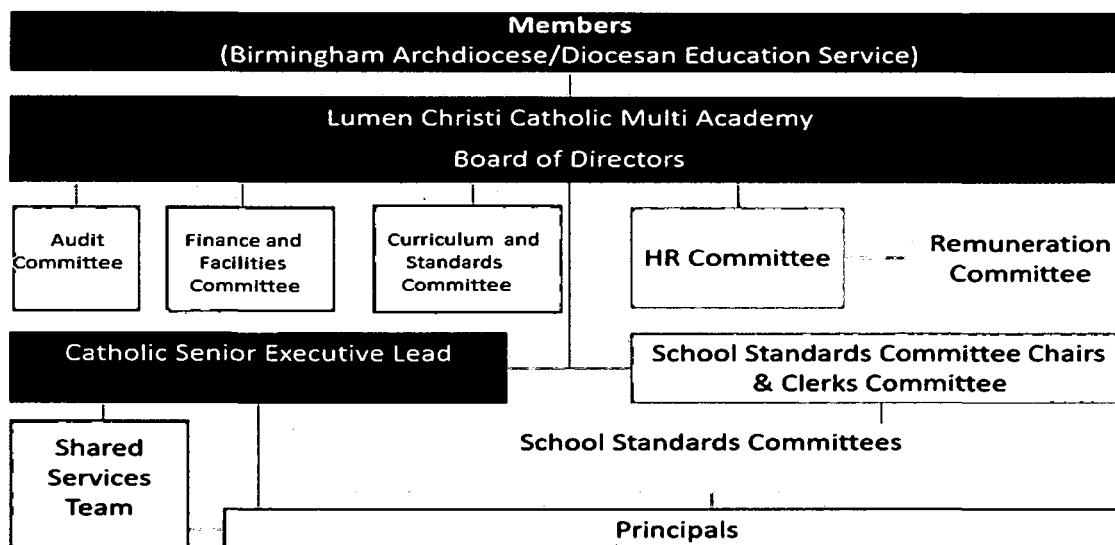 Members
(Birmingham Archdiocese/Diocesan Education Service)
Lumen Christi Catholic Multi Academy
Board of Directors
Audit
Committee
Finance and
Facilities
Committee
Curriculum and
Standards
Committee
HR Committee
Remuneration
Committee
Catholic Senior Executive Lead
School Standards Committee Chairs
& Clerks Committee
Shared
Services
Team
School Standards Committees
Principals